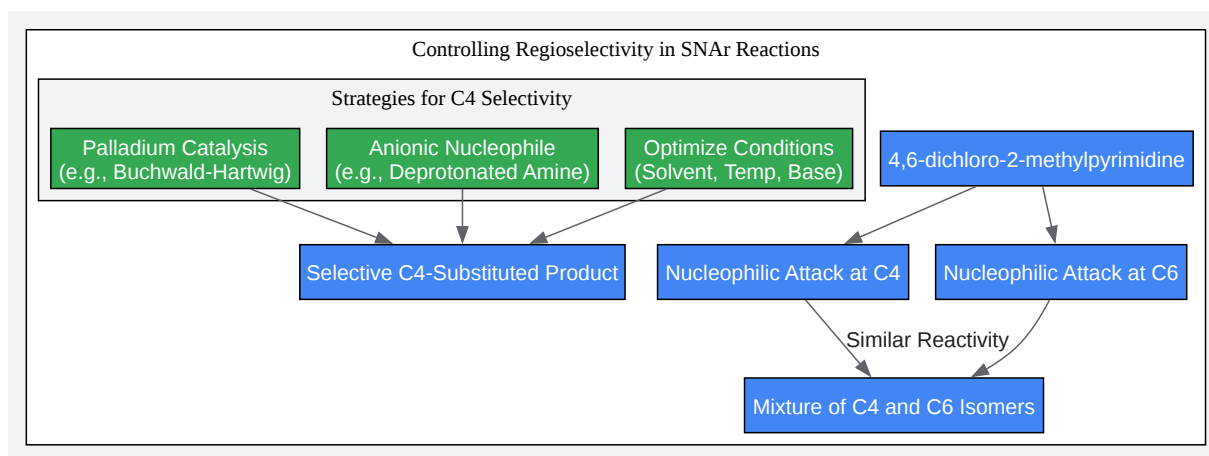 Controlling Regioselectivity in SNAr Reactions
Strategies for C4 Selectivity
Palladium Catalysis
(e.g., Buchwald-Hartwig)
Anionic Nucleophile
(e.g., Deprotonated Amine)
Optimize Conditions
(Solvent, Temp, Base)
4,6-dichloro-2-methylpyrimidine
Selective C4-Substituted Product
Nucleophilic Attack at C4
Nucleophilic Attack at C6
Similar Reactivity
Mixture of C4 and C6 Isomers